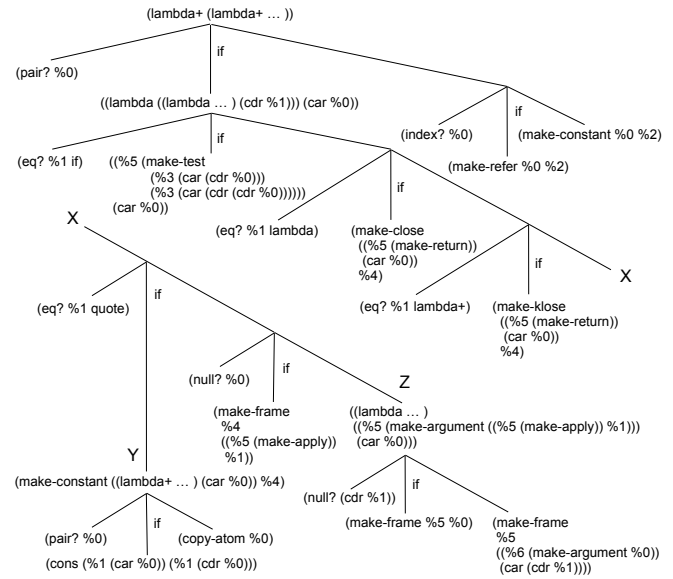 (lambda+ (lambda+ … ))
if
(pair? %0)
((lambda ((lambda … ) (cdr %1))) (car %0))
if
(index? %0)
(make-constant %0 %2)
(make-refer %0 %2)
if
(eq? %1 if)
((%5 (make-test
(%3 (car (cdr %0)))
(%3 (car (cdr (cdr %0))))))
(car %0))
if
(eq? %1 lambda)
(make-close
((%5 (make-return))
(car %0))
%4)
X
if
(eq? %1 lambda+)
(make-klose
((%5 (make-return))
(car %0))
%4)
X
if
(eq? %1 quote)
if
(null? %0)
(make-frame
%4
((%5 (make-apply))
%1))
Z
((lambda … )
((%5 (make-argument ((%5 (make-apply)) %1)))
(car %0)))
Y
(make-constant ((lambda+ … ) (car %0)) %4)
if
(pair? %0)
(copy-atom %0)
(cons (%1 (car %0)) (%1 (cdr %0)))
if
(null? (cdr %1))
(make-frame %5 %0)
(make-frame
%5
((%6 (make-argument %0))
(car (cdr %1))))